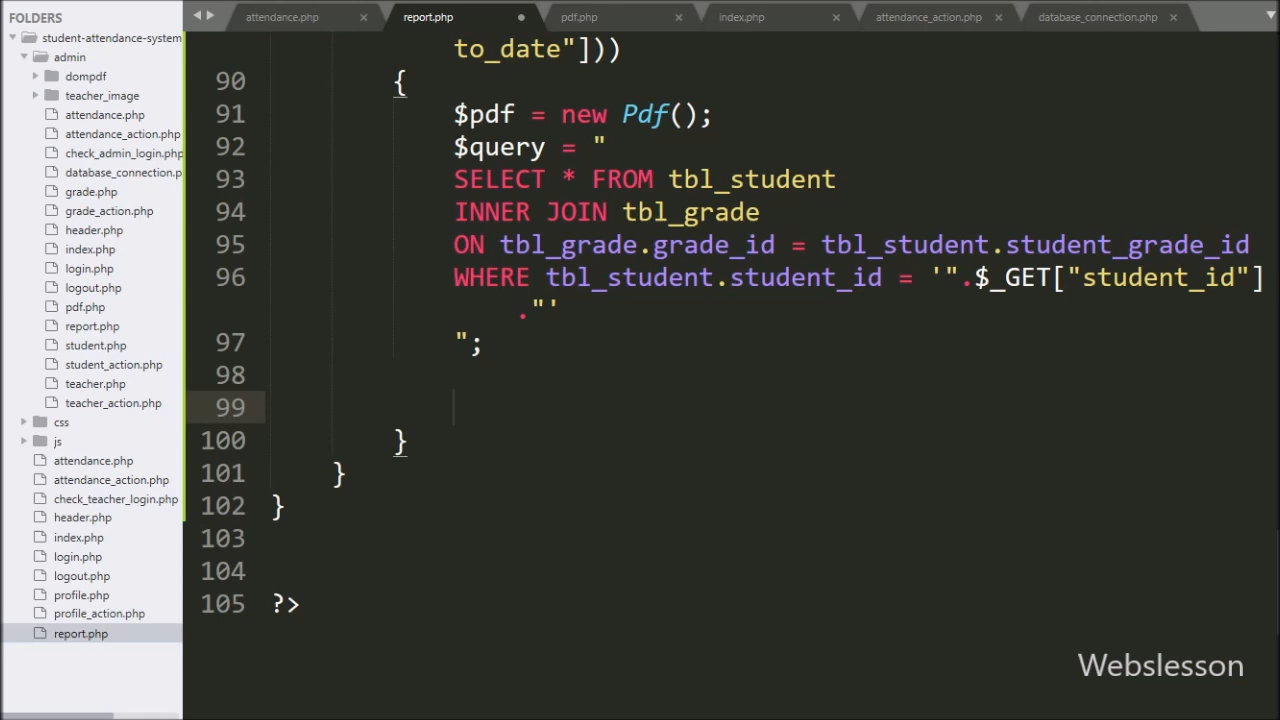 FOLDERS
student-attendance-system
admin
dompdf
teacher_image
attendance.php
attendance_action.php
check_admin_login.php
database_connection.p
grade.php
grade_action.php
header.php
index.php
login.php
logout.php
pdf.php
report.php
student.php
student_action.php
teacher.php
teacher_action.php
css
js
attendance.php
attendance_action.php
check_teacher_login.php
header.php
index.php
login.php
logout.php
profile.php
profile_action.php
report.php
attendance.php × report.php pdf.php × index.php × attendance_action.php × database_connection.php ×
to_date"]))
90 {
91 $pdf = new Pdf();
92 $query = "
93 SELECT * FROM tbl_student
94 INNER JOIN tbl_grade
95 ON tbl_grade.grade_id = tbl_student.student_grade_id
96 WHERE tbl_student.student_id = '".$_GET["student_id"]
."'
97 ";
98
99
100 }
101 }
102 }
103
104
105 ?>
Webslesson